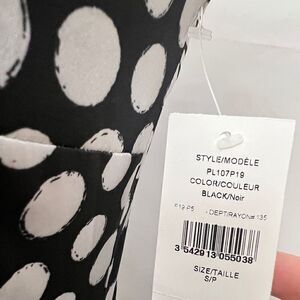 STYLE/MODÈLE
PL107P19
COLOR/COULEUR
BLACK/Noir
DEPT/RAYON# 135
3 542913 055038
SIZE/TAILLE
S/P